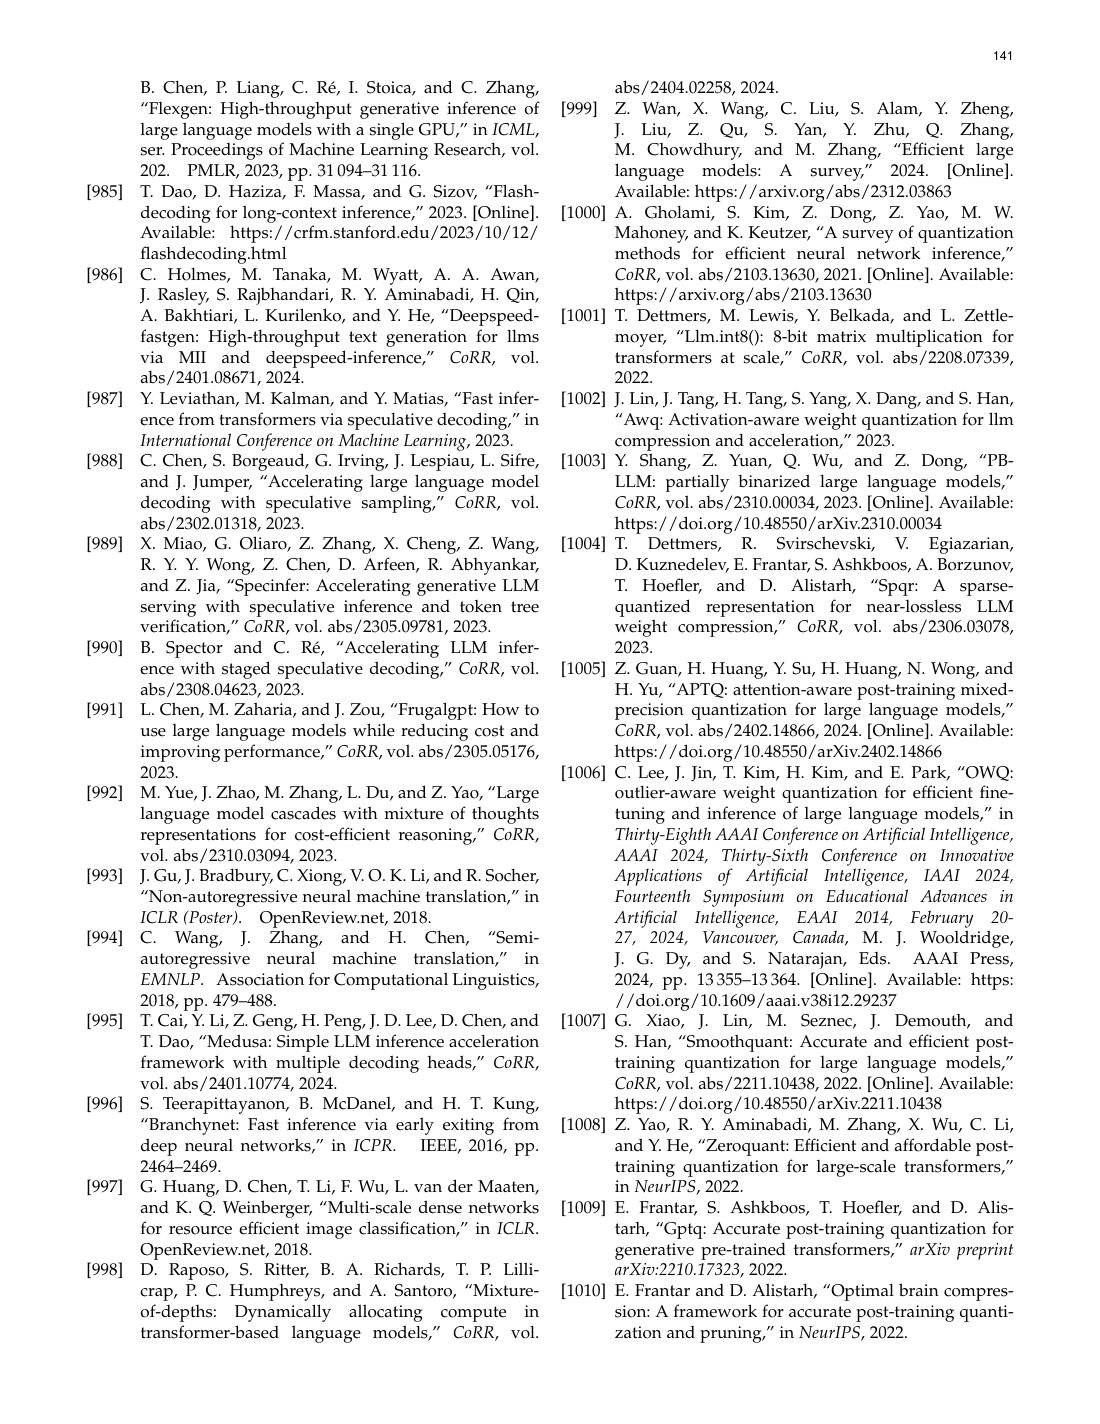 141
B. Chen, P. Liang, C. Ré, I. Stoica, and C. Zhang,
“Flexgen: High-throughput generative inference of
large language models with a single GPU,” in ICML,
ser. Proceedings of Machine Learning Research, vol.
202. PMLR, 2023, pp. 31 094–31 116.
[985] T. Dao, D. Haziza, F. Massa, and G. Sizov, “Flash-
decoding for long-context inference,” 2023. [Online].
Available: https://crfm.stanford.edu/2023/10/12/
flashdecoding.html
[986] C. Holmes, M. Tanaka, M. Wyatt, A. A. Awan,
J. Rasley, S. Rajbhandari, R. Y. Aminabadi, H. Qin,
A. Bakhtiari, L. Kurilenko, and Y. He, “Deepspeed-
fastgen: High-throughput text generation for llms
via MII and deepspeed-inference,” CoRR, vol.
abs/2401.08671, 2024.
[987] Y. Leviathan, M. Kalman, and Y. Matias, “Fast infer-
ence from transformers via speculative decoding,” in
International Conference on Machine Learning, 2023.
[988] C. Chen, S. Borgeaud, G. Irving, J. Lespiau, L. Sifre,
and J. Jumper, “Accelerating large language model
decoding with speculative sampling,” CoRR, vol.
abs/2302.01318, 2023.
[989] X. Miao, G. Oliaro, Z. Zhang, X. Cheng, Z. Wang,
R. Y. Y. Wong, Z. Chen, D. Arfeen, R. Abhyankar,
and Z. Jia, “Specinfer: Accelerating generative LLM
serving with speculative inference and token tree
verification,” CoRR, vol. abs/2305.09781, 2023.
[990] B. Spector and C. Ré, “Accelerating LLM infer-
ence with staged speculative decoding,” CoRR, vol.
abs/2308.04623, 2023.
[991] L. Chen, M. Zaharia, and J. Zou, “Frugalgpt: How to
use large language models while reducing cost and
improving performance,” CoRR, vol. abs/2305.05176,
2023.
[992] M. Yue, J. Zhao, M. Zhang, L. Du, and Z. Yao, “Large
language model cascades with mixture of thoughts
representations for cost-efficient reasoning,” CoRR,
vol. abs/2310.03094, 2023.
[993] J. Gu, J. Bradbury, C. Xiong, V. O. K. Li, and R. Socher,
“Non-autoregressive neural machine translation,” in
ICLR (Poster). OpenReview.net, 2018.
[994] C. Wang, J. Zhang, and H. Chen, “Semi-
autoregressive neural machine translation,” in
EMNLP. Association for Computational Linguistics,
2018, pp. 479–488.
[995] T. Cai, Y. Li, Z. Geng, H. Peng, J. D. Lee, D. Chen, and
T. Dao, “Medusa: Simple LLM inference acceleration
framework with multiple decoding heads,” CoRR,
vol. abs/2401.10774, 2024.
[996] S. Teerapittayanon, B. McDanel, and H. T. Kung,
“Branchynet: Fast inference via early exiting from
deep neural networks,” in ICPR. IEEE, 2016, pp.
2464–2469.
[997] G. Huang, D. Chen, T. Li, F. Wu, L. van der Maaten,
and K. Q. Weinberger, “Multi-scale dense networks
for resource efficient image classification,” in ICLR.
OpenReview.net, 2018.
[998] D. Raposo, S. Ritter, B. A. Richards, T. P. Lilli-
crap, P. C. Humphreys, and A. Santoro, “Mixture-
of-depths: Dynamically allocating compute in
transformer-based language models,” CoRR, vol.
abs/2404.02258, 2024.
[999] Z. Wan, X. Wang, C. Liu, S. Alam, Y. Zheng,
J. Liu, Z. Qu, S. Yan, Y. Zhu, Q. Zhang,
M. Chowdhury, and M. Zhang, “Efficient large
language models: A survey,” 2024. [Online].
Available: https://arxiv.org/abs/2312.03863
[1000] A. Gholami, S. Kim, Z. Dong, Z. Yao, M. W.
Mahoney, and K. Keutzer, “A survey of quantization
methods for efficient neural network inference,”
CoRR, vol. abs/2103.13630, 2021. [Online]. Available:
https://arxiv.org/abs/2103.13630
[1001] T. Dettmers, M. Lewis, Y. Belkada, and L. Zettle-
moyer, “Llm.int8(): 8-bit matrix multiplication for
transformers at scale,” CoRR, vol. abs/2208.07339,
2022.
[1002] J. Lin, J. Tang, H. Tang, S. Yang, X. Dang, and S. Han,
“Awq: Activation-aware weight quantization for llm
compression and acceleration,” 2023.
[1003] Y. Shang, Z. Yuan, Q. Wu, and Z. Dong, “PB-
LLM: partially binarized large language models,”
CoRR, vol. abs/2310.00034, 2023. [Online]. Available:
https://doi.org/10.48550/arXiv.2310.00034
[1004] T. Dettmers, R. Svirschevski, V. Egiazarian,
D. Kuznedelev, E. Frantar, S. Ashkboos, A. Borzunov,
T. Hoefler, and D. Alistarh, “Spqr: A sparse-
quantized representation for near-lossless LLM
weight compression,” CoRR, vol. abs/2306.03078,
2023.
[1005] Z. Guan, H. Huang, Y. Su, H. Huang, N. Wong, and
H. Yu, “APTQ: attention-aware post-training mixed-
precision quantization for large language models,”
CoRR, vol. abs/2402.14866, 2024. [Online]. Available:
https://doi.org/10.48550/arXiv.2402.14866
[1006] C. Lee, J. Jin, T. Kim, H. Kim, and E. Park, “OWQ:
outlier-aware weight quantization for efficient fine-
tuning and inference of large language models,” in
Thirty-Eighth AAAI Conference on Artificial Intelligence,
AAAI 2024, Thirty-Sixth Conference on Innovative
Applications of Artificial Intelligence, IAAI 2024,
Fourteenth Symposium on Educational Advances in
Artificial Intelligence, EAAI 2014, February 20-
27, 2024, Vancouver, Canada, M. J. Wooldridge,
J. G. Dy, and S. Natarajan, Eds. AAAI Press,
2024, pp. 13 355–13 364. [Online]. Available: https:
//doi.org/10.1609/aaai.v38i12.29237
[1007] G. Xiao, J. Lin, M. Seznec, J. Demouth, and
S. Han, “Smoothquant: Accurate and efficient post-
training quantization for large language models,”
CoRR, vol. abs/2211.10438, 2022. [Online]. Available:
https://doi.org/10.48550/arXiv.2211.10438
[1008] Z. Yao, R. Y. Aminabadi, M. Zhang, X. Wu, C. Li,
and Y. He, “Zeroquant: Efficient and affordable post-
training quantization for large-scale transformers,”
in NeurIPS, 2022.
[1009] E. Frantar, S. Ashkboos, T. Hoefler, and D. Alis-
tarh, “Gptq: Accurate post-training quantization for
generative pre-trained transformers,” arXiv preprint
arXiv:2210.17323, 2022.
[1010] E. Frantar and D. Alistarh, “Optimal brain compres-
sion: A framework for accurate post-training quanti-
zation and pruning,” in NeurIPS, 2022.